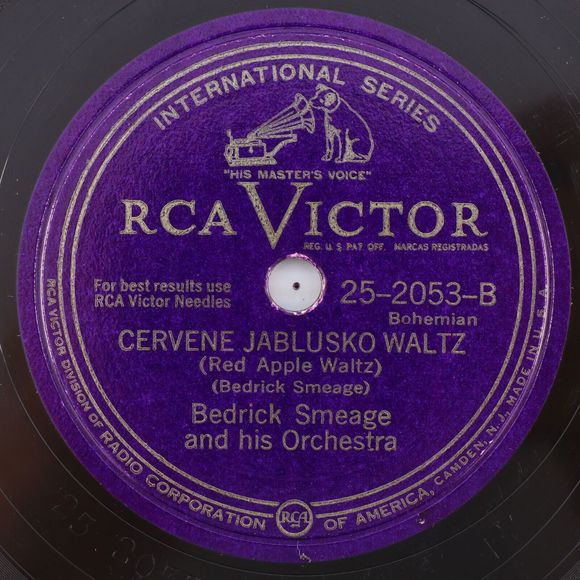 INTERNATIONAL SERIES
"HIS MASTER'S VOICE"
RCA VICTOR
REG. U. S. PAT. OFF. MARCAS REGISTRADAS
For best results use
RCA Victor Needles
25-2053-B
Bohemian
CERVENE JABLUSKO WALTZ
(Red Apple Waltz)
(Bedrick Smeage)
Bedrick Smeage
and his Orchestra
RCA VICTOR DIVISION OF RADIO CORPORATION OF AMERICA, CAMDEN, N. J., MADE IN U. S. A.
RCA